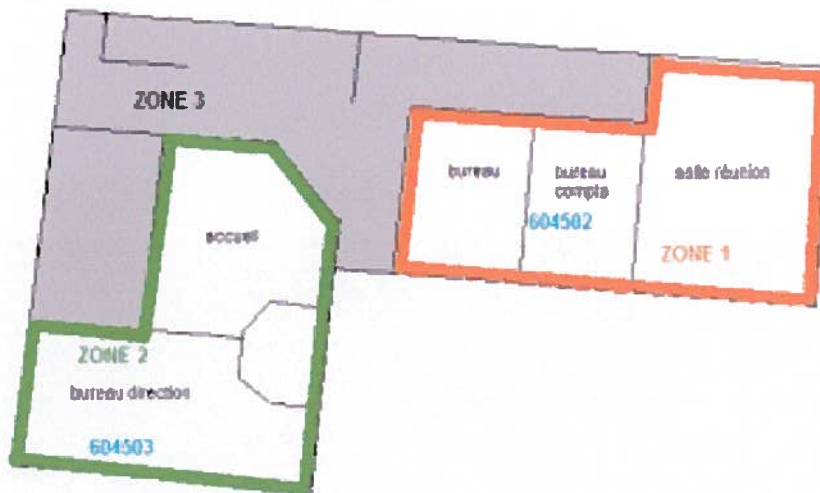 ZONE 3
bureau
bureau
compta
salle réunion
604502
ZONE 1
accueil
ZONE 2
bureau direction
604503